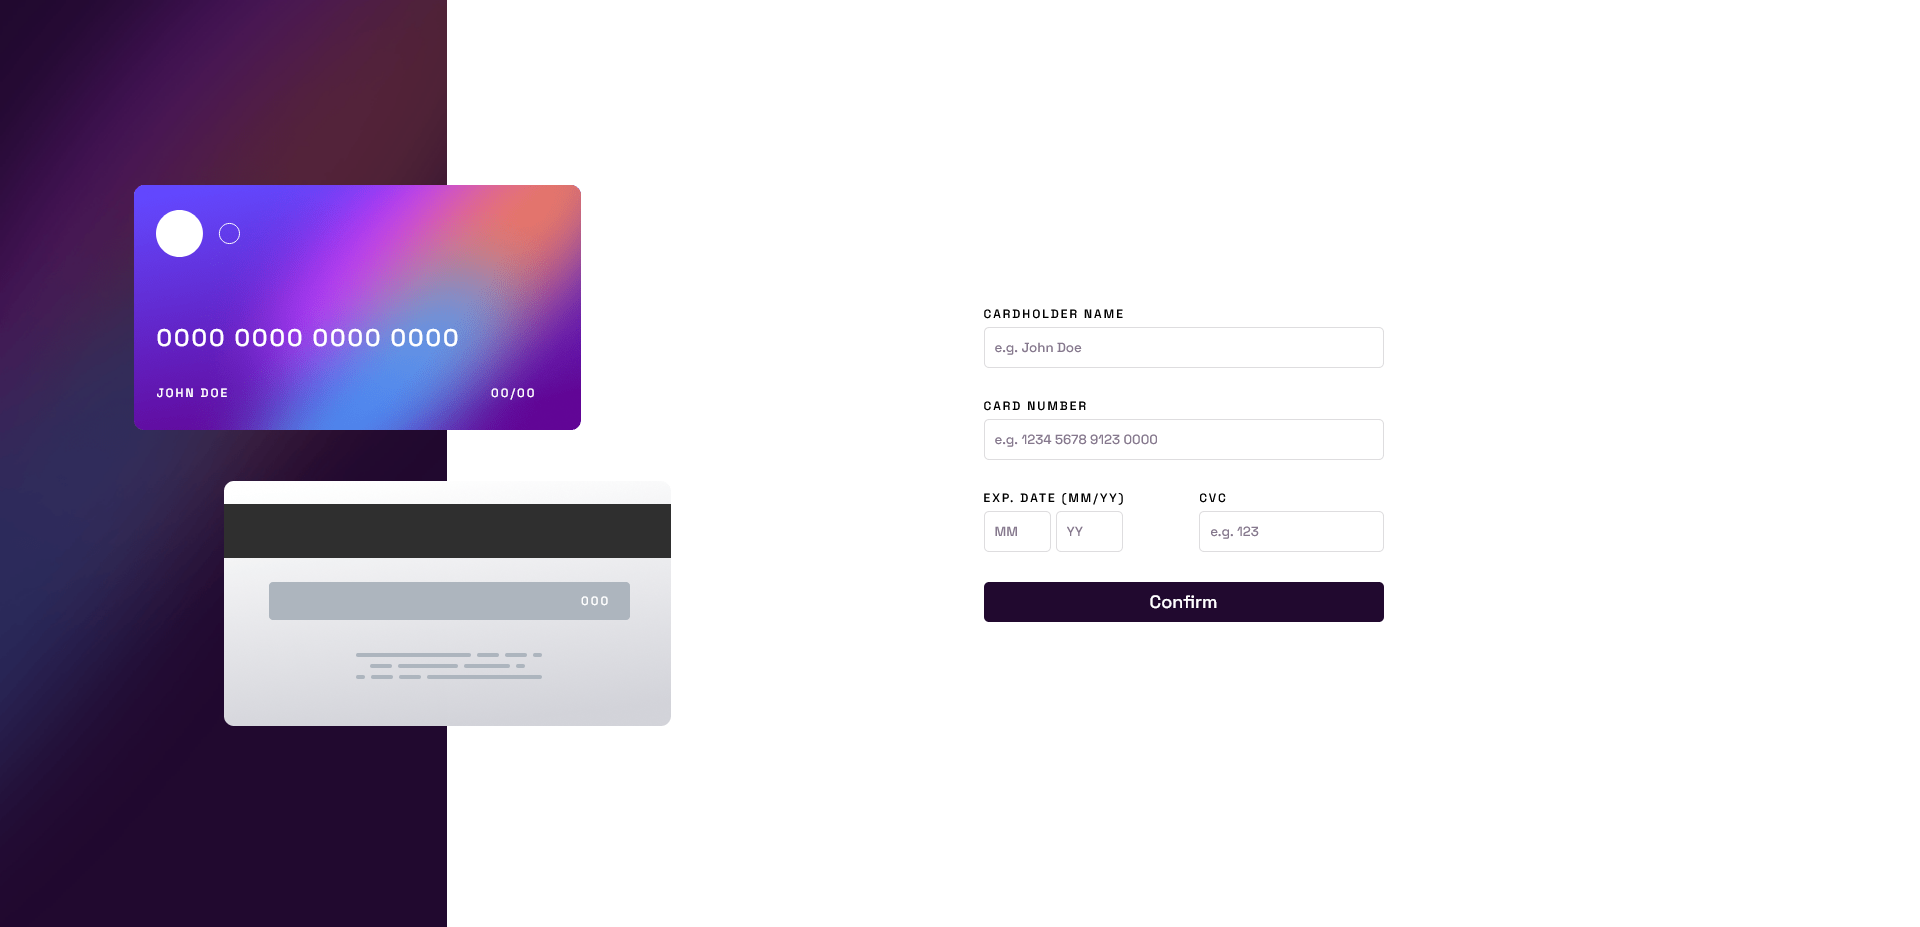 0000 0000 0000 0000
JOHN DOE 00/00
000
CARDHOLDER NAME
e.g. John Doe
CARD NUMBER
e.g. 1234 5678 9123 0000
EXP. DATE (MM/YY) CVC
MM YY e.g. 123
Confirm